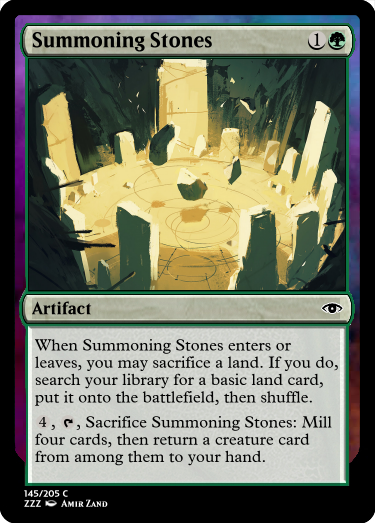 Summoning Stones 1
Artifact
When Summoning Stones enters or
leaves, you may sacrifice a land. If you do,
search your library for a basic land card,
put it onto the battlefield, then shuffle.
4 , , Sacrifice Summoning Stones: Mill
four cards, then return a creature card
from among them to your hand.
145/205 C
ZZZ Amir Zand